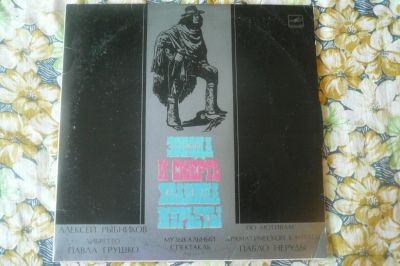 ЗВЕЗДА
И СМЕРТЬ
ХОАКИНА
МУРЬЕТЫ
АЛЕКСЕЙ РЫБНИКОВ
ЛИБРЕТТО
ПАВЛА ГРУШКО
МУЗЫКАЛЬНЫЙ
СПЕКТАКЛЬ
ПО МОТИВАМ
ДРАМАТИЧЕСКОЙ КАНТАТЫ
ПАБЛО НЕРУДЫ